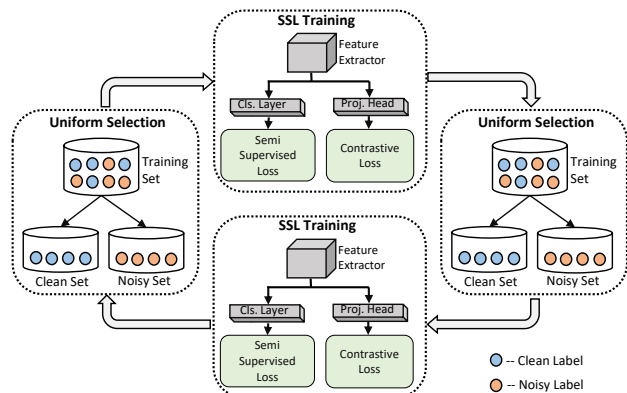 SSL Training
Feature
Extractor
Cls. Layer
Proj. Head
Semi
Supervised
Loss
Contrastive
Loss
Uniform Selection
Training
Set
Clean Set
Noisy Set
Uniform Selection
Training
Set
Clean Set
Noisy Set
SSL Training
Feature
Extractor
Cls. Layer
Proj. Head
Semi
Supervised
Loss
Contrastive
Loss
-- Clean Label
-- Noisy Label